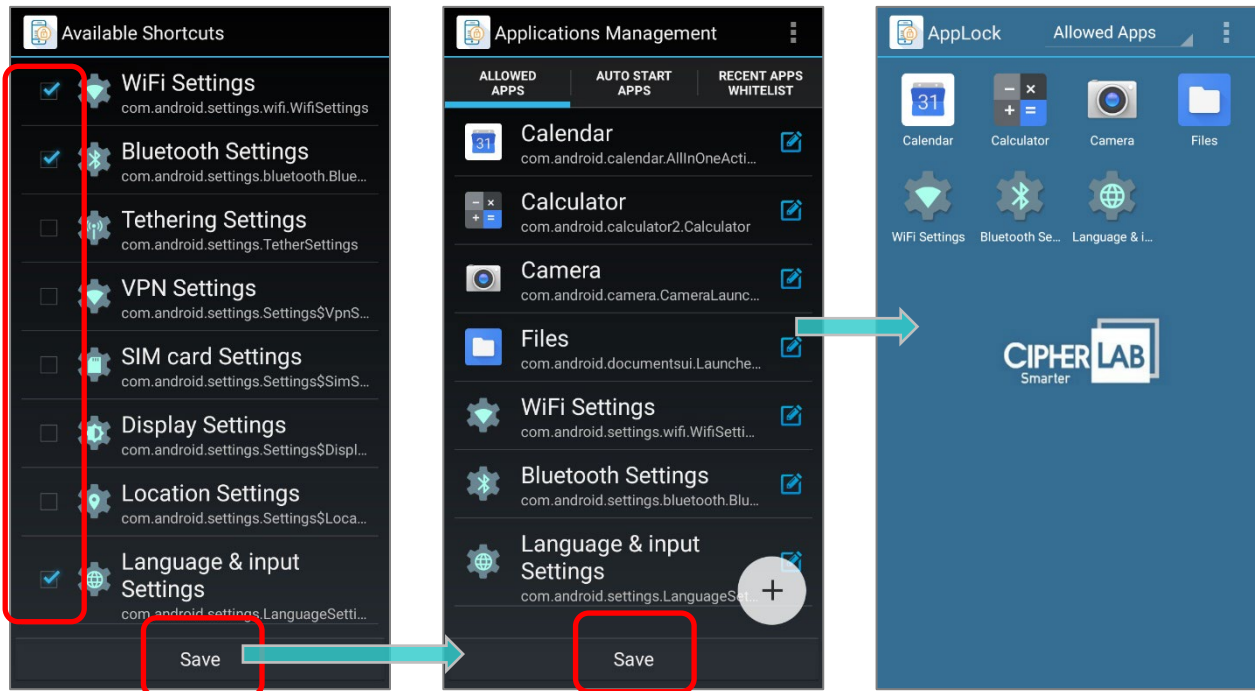 Available Shortcuts
WiFi Settings
com.android.settings.wifi.WifiSettings
Bluetooth Settings
com.android.settings.bluetooth.Blue...
Tethering Settings
com.android.settings.TetherSettings
VPN Settings
com.android.settings.Settings$VpnS...
SIM card Settings
com.android.settings.Settings$SimS...
Display Settings
com.android.settings.Settings$Displ...
Location Settings
com.android.settings.Settings$Loca...
Language & input
Settings
com.android.settings.LanguageSetti...
Save
Applications Management
ALLOWED
APPS
AUTO START
APPS
RECENT APPS
WHITELIST
31
Calendar
com.android.calendar.AllInOneActi...
Calculator
com.android.calculator2.Calculator
Camera
com.android.camera.CameraLaunc...
Files
com.android.documentsui.Launche...
WiFi Settings
com.android.settings.wifi.WifiSetti...
Bluetooth Settings
com.android.settings.bluetooth.Blu...
Language & input
Settings
com.android.settings.LanguageSet...
+
Save
AppLock
Allowed Apps
31
Calendar
Calculator
Camera
Files
WiFi Settings
Bluetooth Se...
Language & i...
CIPHER LAB
Smarter